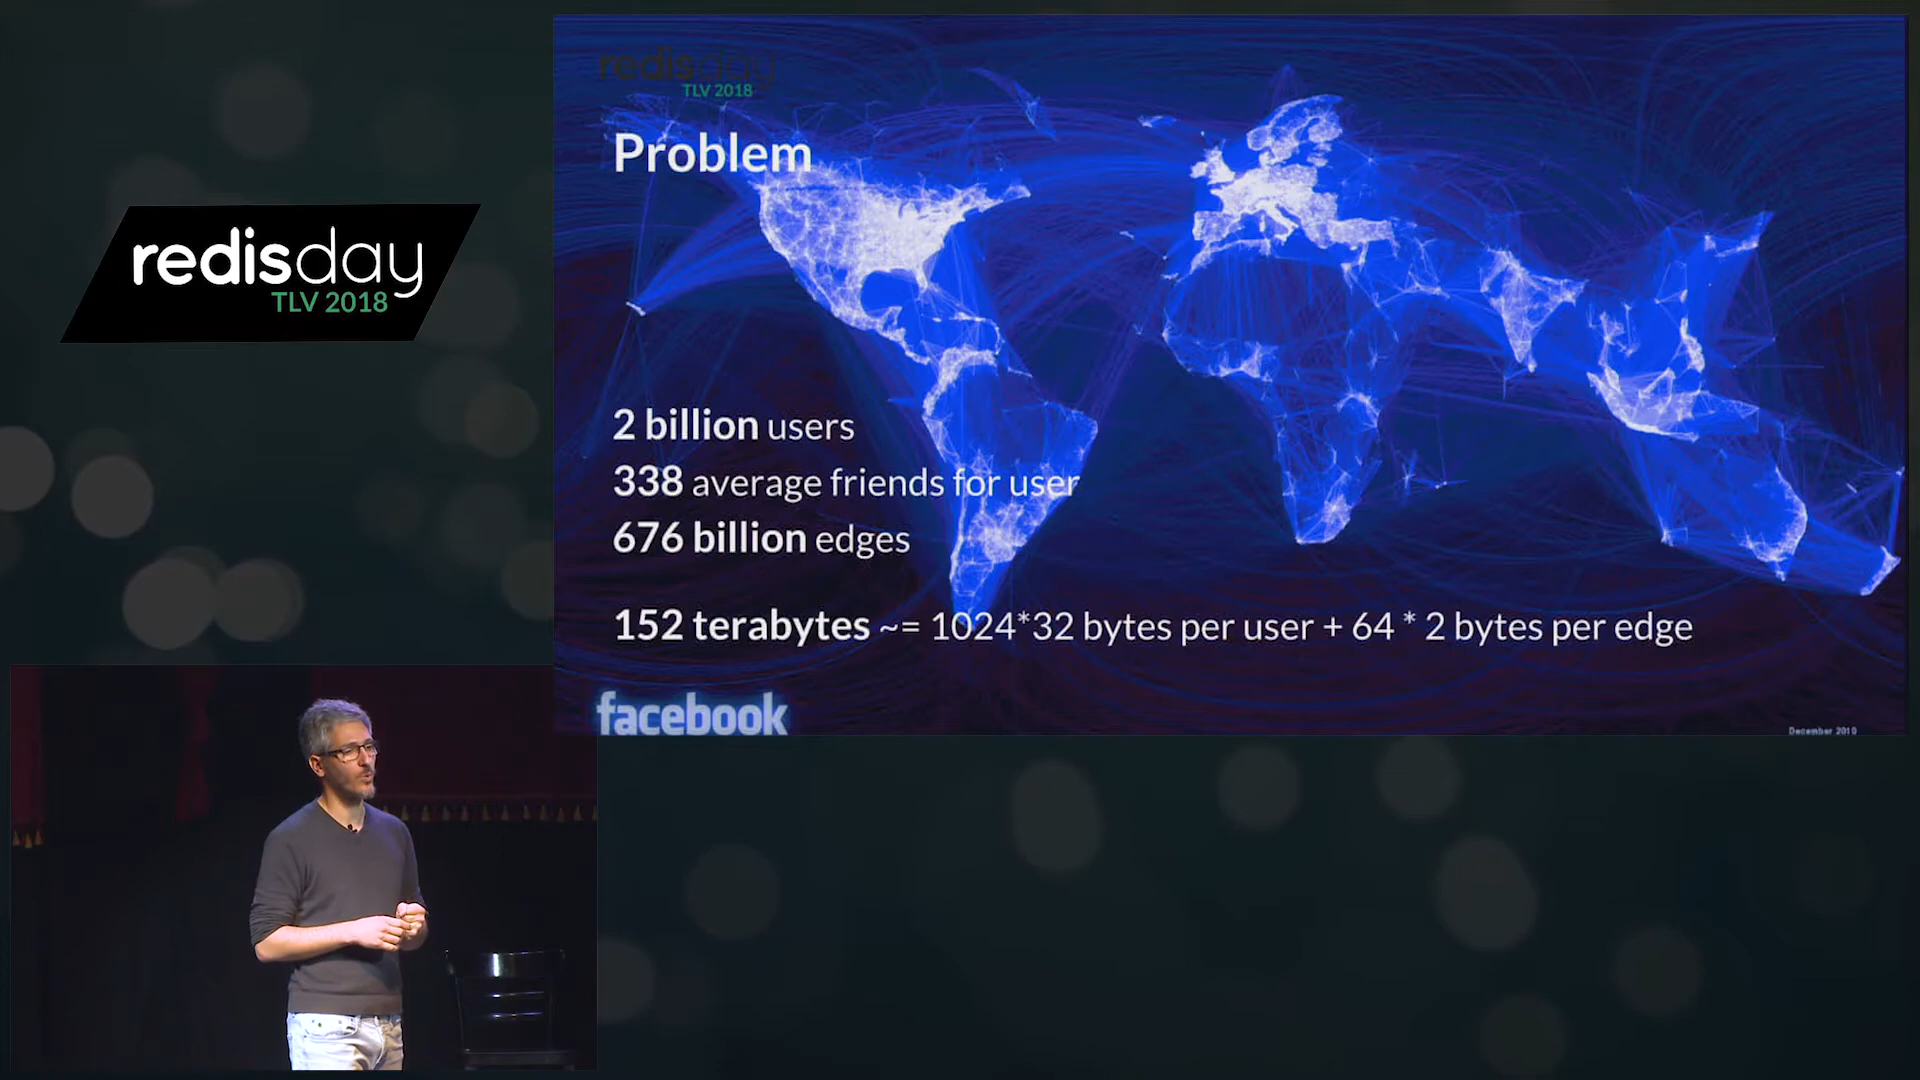 redisday
TLV 2018
redisday
TLV 2018
Problem
2 billion users
338 average friends for user
676 billion edges
152 terabytes ~= 1024*32 bytes per user + 64 * 2 bytes per edge
facebook
December 2010